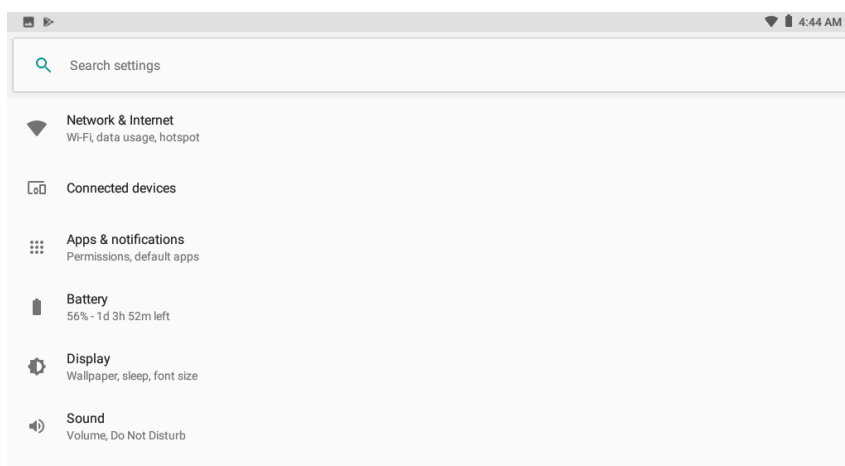 4:44 AM
Search settings
Network & Internet
Wi-Fi, data usage, hotspot
Connected devices
Apps & notifications
Permissions, default apps
Battery
56% - 1d 3h 52m left
Display
Wallpaper, sleep, font size
Sound
Volume, Do Not Disturb